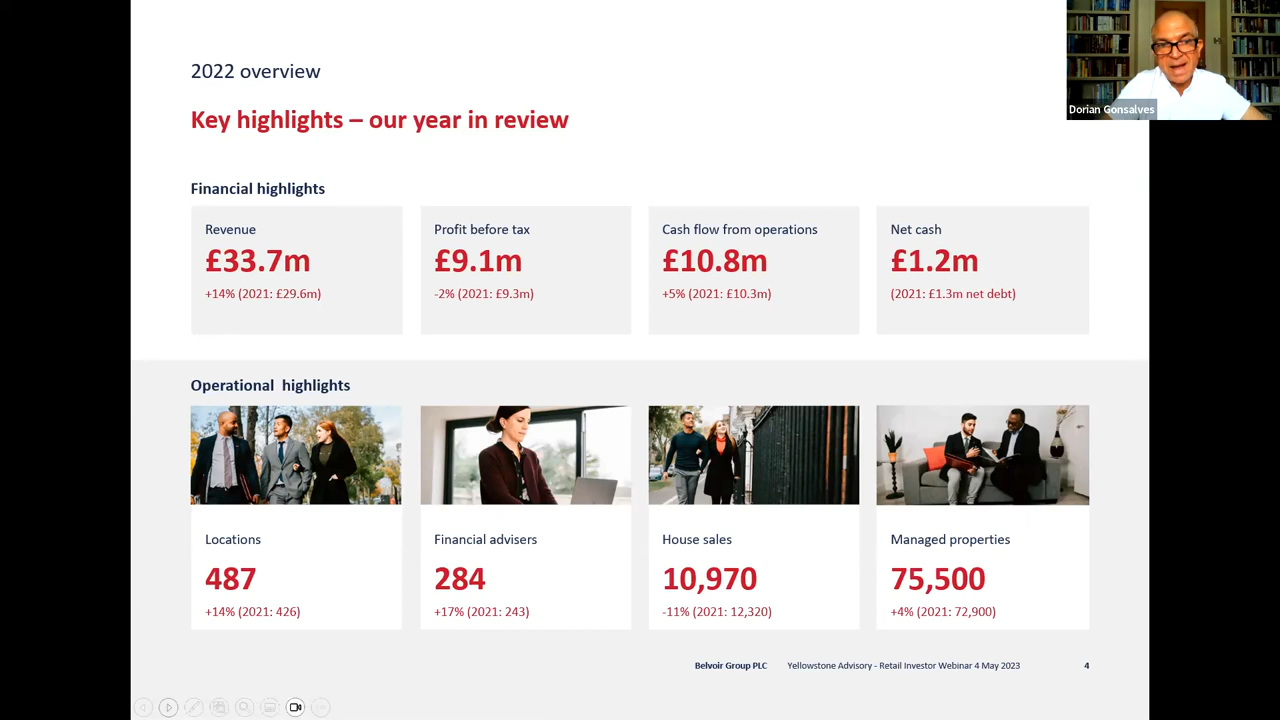 2022 overview
Key highlights – our year in review
Dorian Gonsalves
Financial highlights
Revenue
£33.7m
+14% (2021: £29.6m)
Profit before tax
£9.1m
-2% (2021: £9.3m)
Cash flow from operations
£10.8m
+5% (2021: £10.3m)
Net cash
£1.2m
(2021: £1.3m net debt)
Operational highlights
Locations
487
+14% (2021: 426)
Financial advisers
284
+17% (2021: 243)
House sales
10,970
-11% (2021: 12,320)
Managed properties
75,500
+4% (2021: 72,900)
Belvoir Group PLC Yellowstone Advisory - Retail Investor Webinar 4 May 2023 4